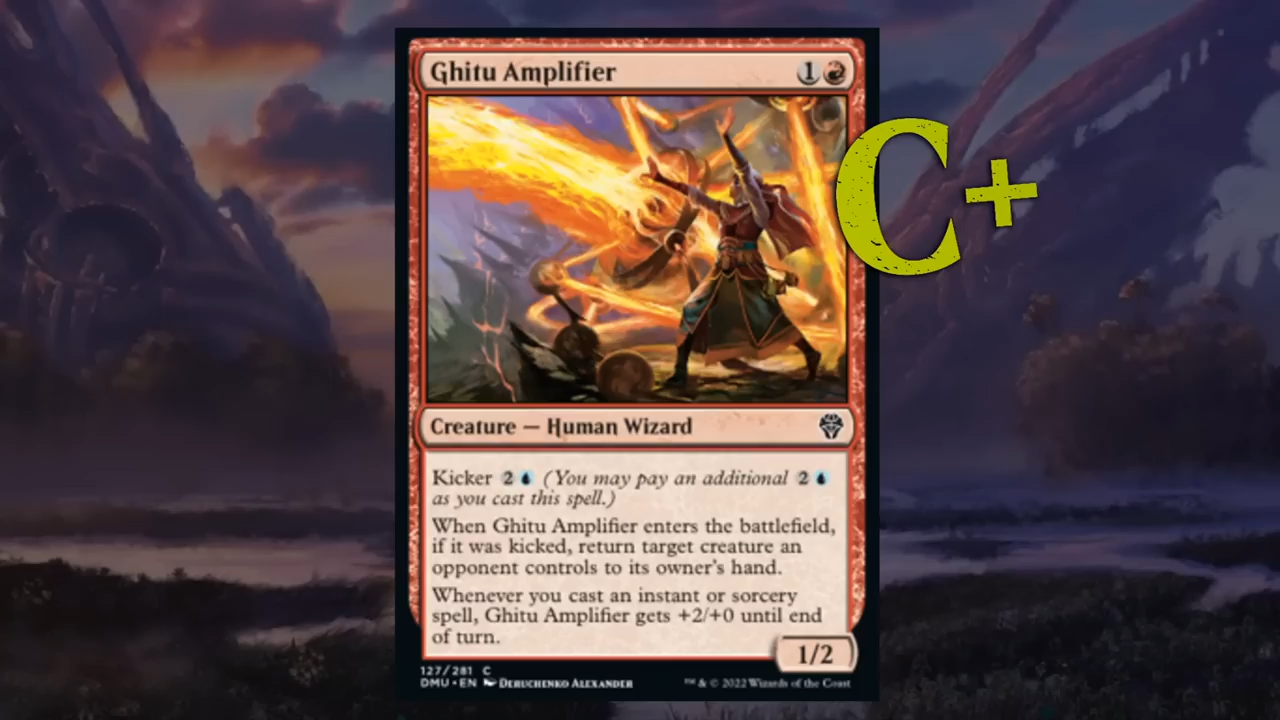 Ghitu Amplifier 1
C+
Creature — Human Wizard
Kicker 2 (You may pay an additional 2
as you cast this spell.)
When Ghitu Amplifier enters the battlefield,
if it was kicked, return target creature an
opponent controls to its owner's hand.
Whenever you cast an instant or sorcery
spell, Ghitu Amplifier gets +2/+0 until end
of turn.
1/2
127/281 C
DMU • EN Deruchenko Alexander
™ & © 2022 Wizards of the Coast